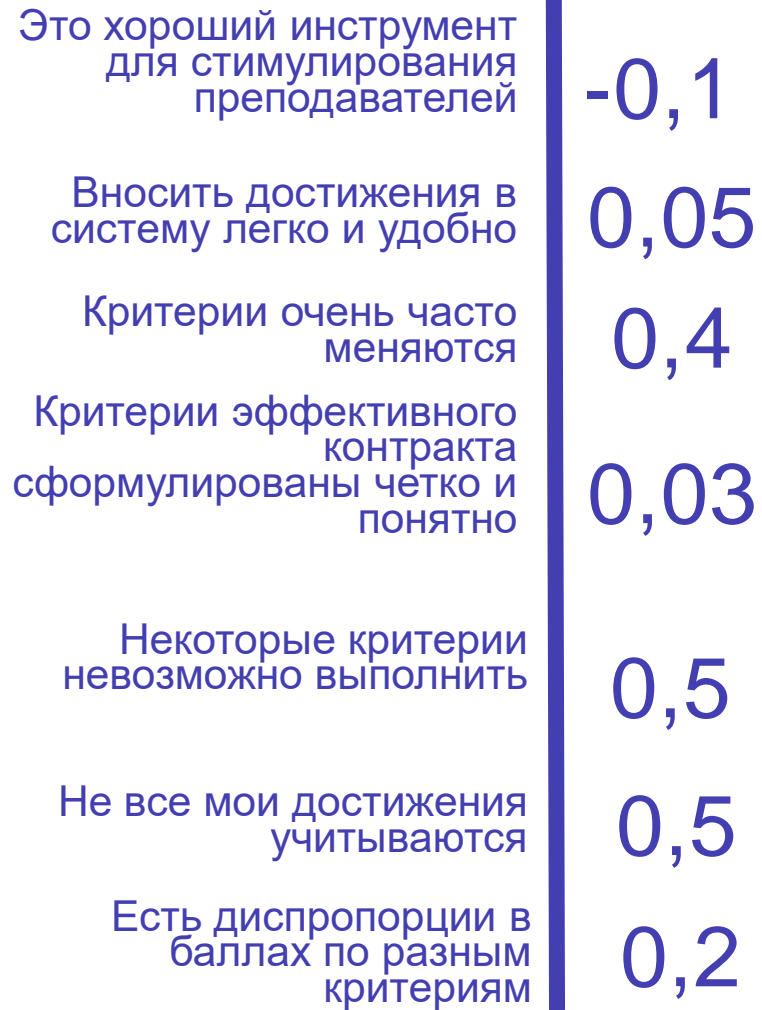 Это хороший инструмент
для стимулирования
преподавателей
-0,1
Вносить достижения в
систему легко и удобно
0,05
Критерии очень часто
меняются
0,4
Критерии эффективного
контракта
сформулированы четко и
понятно
0,03
Некоторые критерии
невозможно выполнить
0,5
Не все мои достижения
учитываются
0,5
Есть диспропорции в
баллах по разным
критериям
0,2